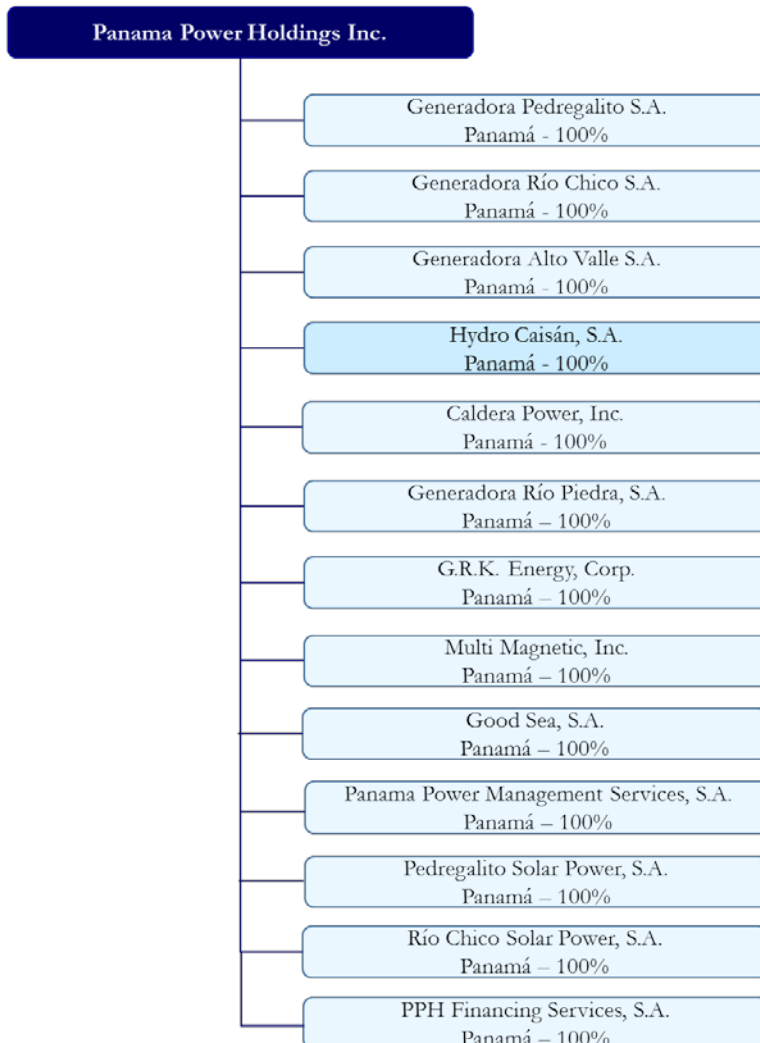 Panama Power Holdings Inc.
Generadora Pedregalito S.A.
Panamá - 100%
Generadora Río Chico S.A.
Panamá - 100%
Generadora Alto Valle S.A.
Panamá - 100%
Hydro Caisán, S.A.
Panamá - 100%
Caldera Power, Inc.
Panamá - 100%
Generadora Río Piedra, S.A.
Panamá – 100%
G.R.K. Energy, Corp.
Panamá – 100%
Multi Magnetic, Inc.
Panamá – 100%
Good Sea, S.A.
Panamá – 100%
Panama Power Management Services, S.A.
Panamá – 100%
Pedregalito Solar Power, S.A.
Panamá – 100%
Río Chico Solar Power, S.A.
Panamá – 100%
PPH Financing Services, S.A.
Panamá – 100%